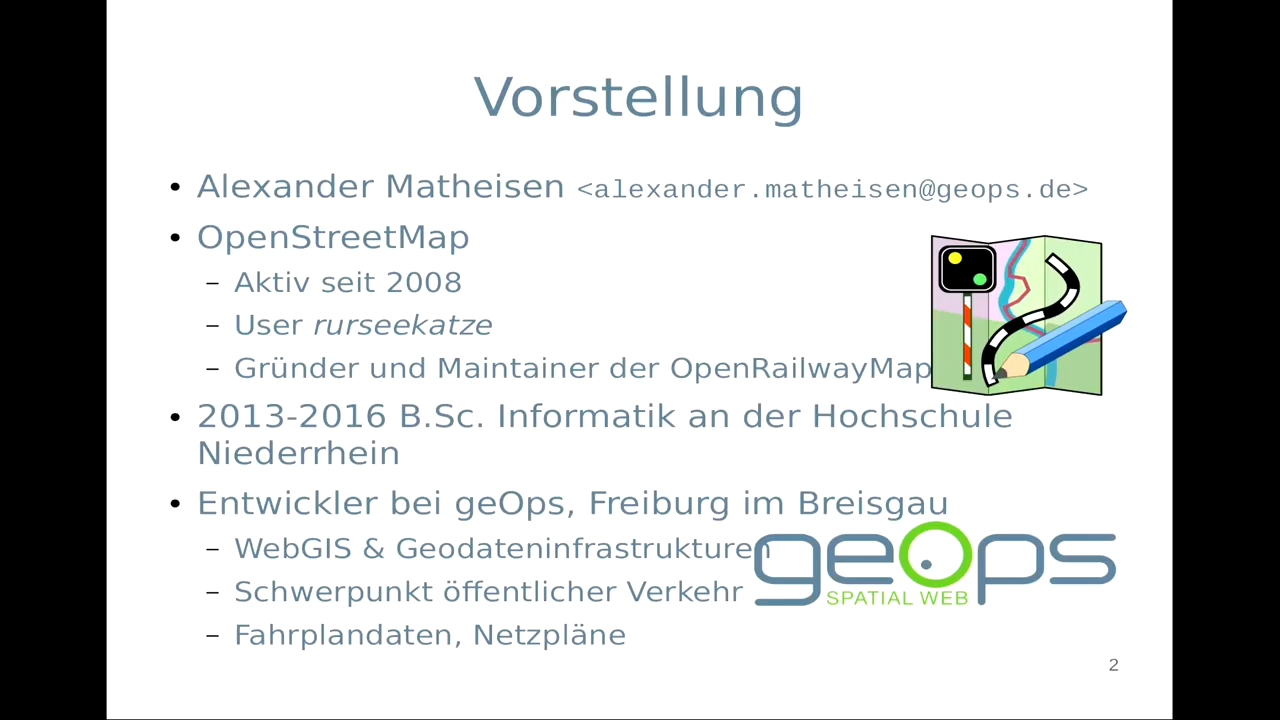 Vorstellung
• Alexander Matheisen <alexander.matheisen@geops.de>
• OpenStreetMap
– Aktiv seit 2008
– User rurseekatze
– Gründer und Maintainer der OpenRailwayMap
• 2013-2016 B.Sc. Informatik an der Hochschule
Niederrhein
• Entwickler bei geOps, Freiburg im Breisgau
– WebGIS & Geodateninfrastrukturen
– Schwerpunkt öffentlicher Verkehr
– Fahrplandaten, Netzpläne
geOps
SPATIAL WEB
2